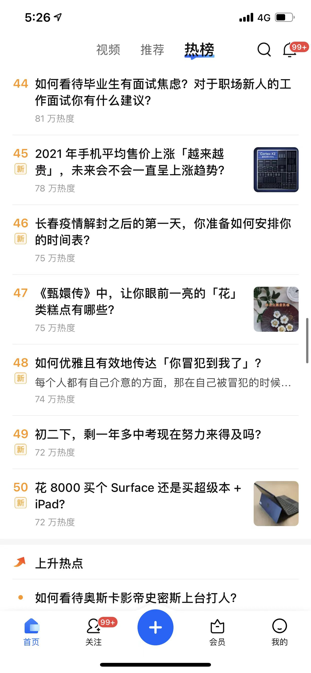 5:26
4G
视频
推荐
热榜
99+
44
如何看待毕业生有面试焦虑？对于职场新人的工
作面试你有什么建议？
81 万热度
45
新
2021 年手机平均售价上涨「越来越
贵」，未来会不会一直呈上涨趋势？
78 万热度
46
新
长春疫情解封之后的第一天，你准备如何安排你
的时间表？
75 万热度
47
《甄嬛传》中，让你眼前一亮的「花」
类糕点有哪些？
75 万热度
48
新
如何优雅且有效地传达「你冒犯到我了」？
每个人都有自己介意的方面，那在自己被冒犯的时候...
74 万热度
49
新
初二下，剩一年多中考现在努力来得及吗？
72 万热度
50
新
花 8000 买个 Surface 还是买超级本 +
iPad？
72 万热度
上升热点
如何看待奥斯卡影帝史密斯上台打人？
99+
首页
关注
会员
我的